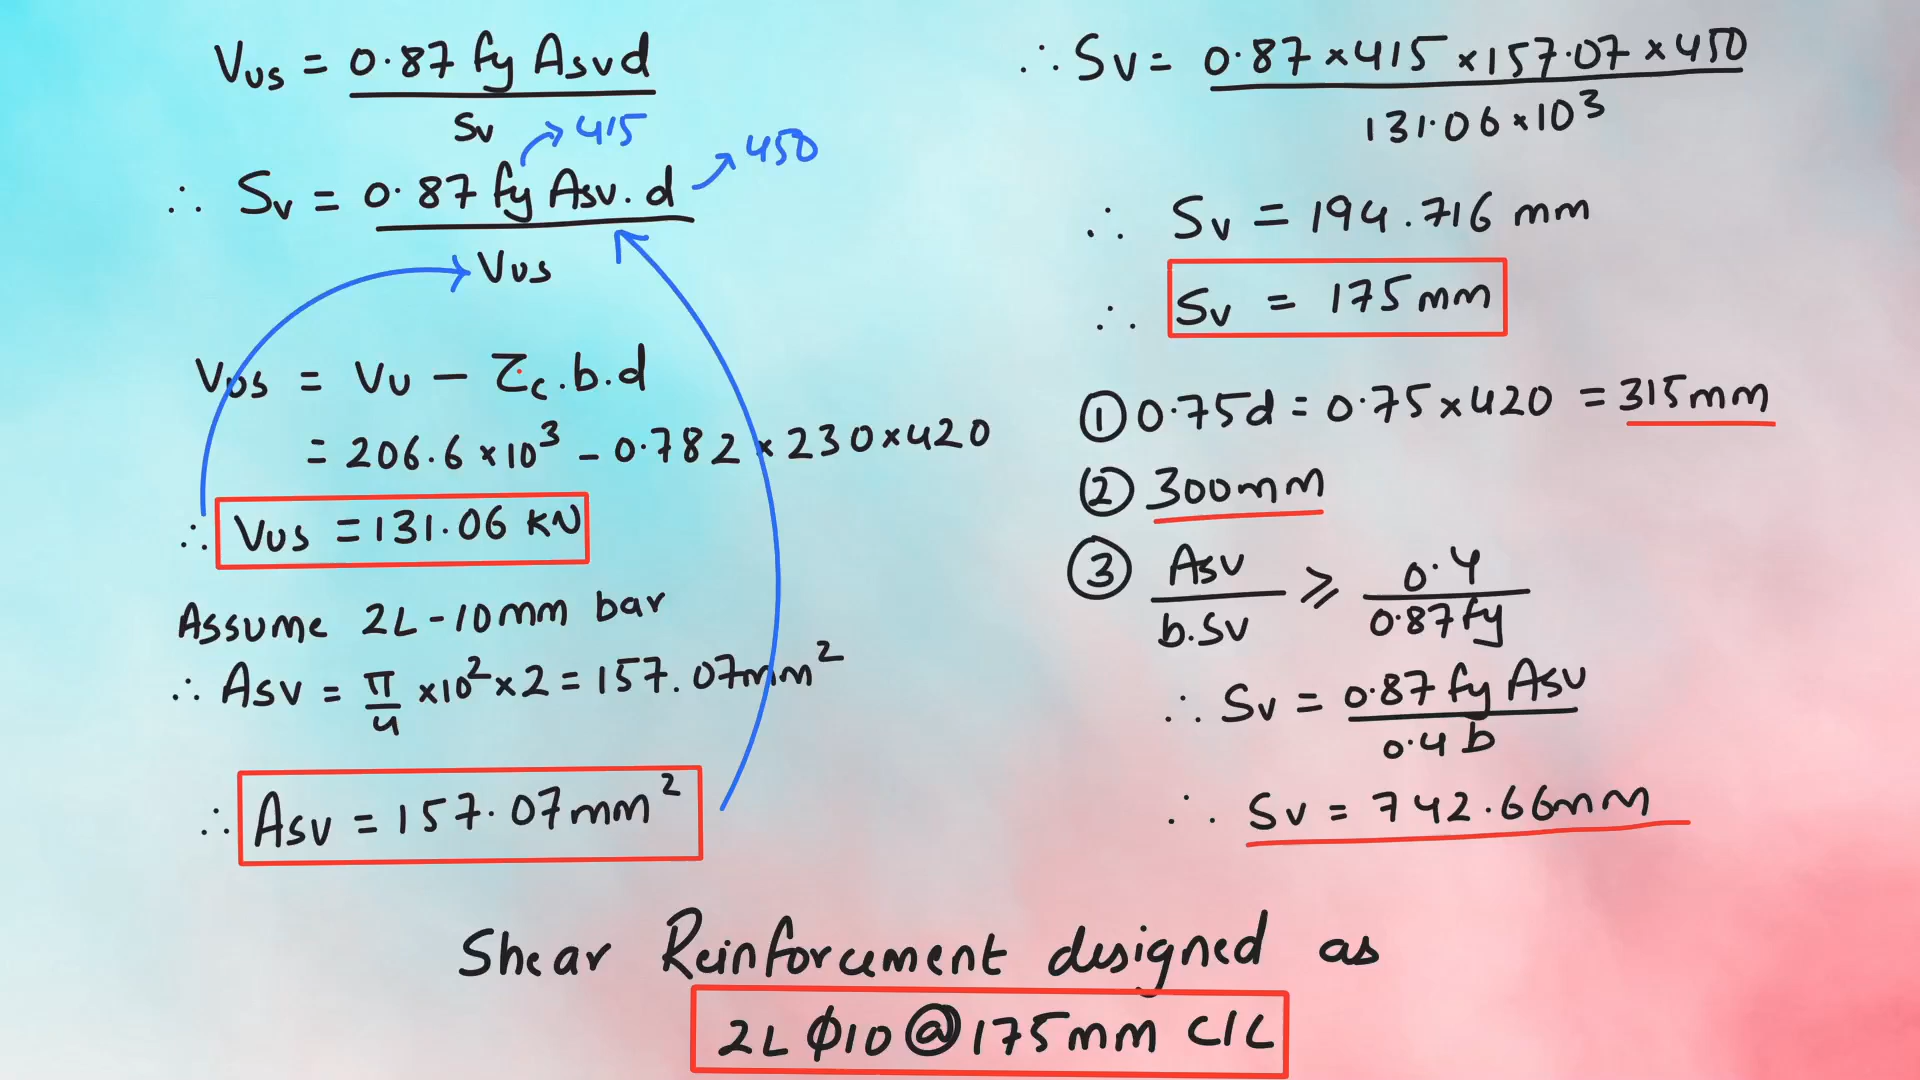 Vus = 0.87 fy Asvd
Sv
→ 415
→ 450
∴ Sv = 0.87 fy Asv. d
Vus
Vus = Vu - τc.b.d
= 206.6 × 10³ - 0.782 × 230 × 420
∴ Vus = 131.06 KN
Assume 2L - 10mm bar
∴ Asv = π/4 × 10² × 2 = 157.07mm²
∴ Asv = 157.07mm²
∴ Sv = 0.87 × 415 × 157.07 × 450
131.06 × 10³
∴ Sv = 194.716 mm
∴ Sv = 175mm
① 0.75d = 0.75 × 420 = 315mm
② 300mm
③ Asv/b.Sv ⩾ 0.4/0.87fy
∴ Sv = 0.87 fy Asv
0.4 b
∴ Sv = 742.66mm
Shear Reinforcement designed as
2L ϕ10 @ 175mm C/C